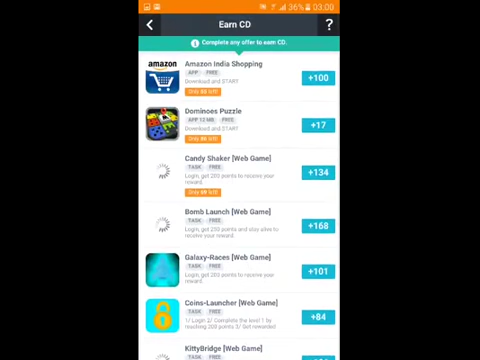 36% 03.00
Earn CD
?
Complete any offer to earn CD.
amazon
Amazon India Shopping
APP FREE
Download and START
Only left
+100
Dominoes Puzzle
APP 12 MB FREE
Download and START
Only left
+17
Candy Shaker [Web Game]
TASK FREE
Login, get 200 points to receive your
reward.
Only left
+134
Bomb Launch [Web Game]
TASK FREE
Login, get 200 points and stay alive to
receive your reward.
+168
Galaxy-Races [Web Game]
TASK FREE
Login, get 200 points to receive your
reward.
+101
Coins-Launcher [Web Game]
TASK FREE
1/ Login 2/ Complete the level 1 by
reaching 200 points 3/ Get rewarded
+84
KittyBridge [Web Game]
TASK FREE